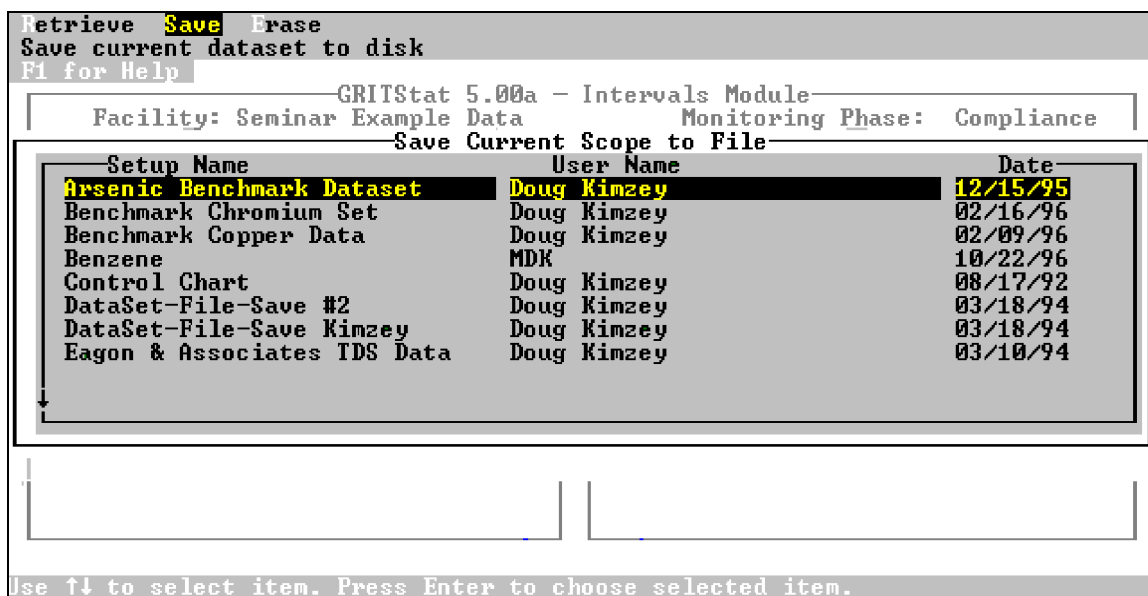 Retrieve Save Erase
Save current dataset to disk
F1 for Help
GRITStat 5.00a - Intervals Module
Facility: Seminar Example Data Monitoring Phase: Compliance
Save Current Scope to File
Setup Name User Name Date
Arsenic Benchmark Dataset Doug Kimzey 12/15/95
Benchmark Chromium Set Doug Kimzey 02/16/96
Benchmark Copper Data Doug Kimzey 02/09/96
Benzene MDK 10/22/96
Control Chart Doug Kimzey 08/17/92
DataSet-File-Save #2 Doug Kimzey 03/18/94
DataSet-File-Save Kimzey Doug Kimzey 03/18/94
Eagon & Associates TDS Data Doug Kimzey 03/10/94
Use ↑↓ to select item. Press Enter to choose selected item.